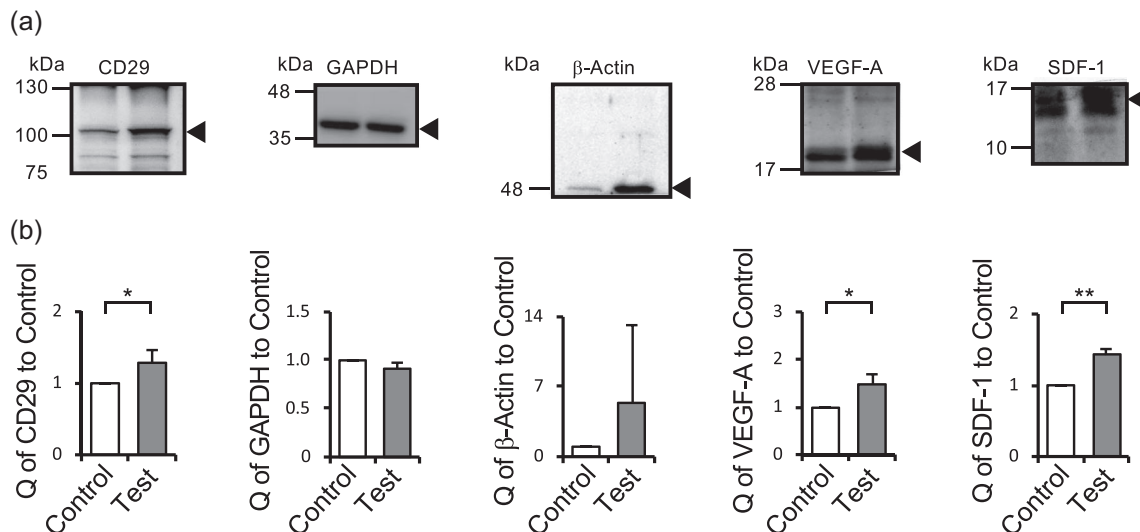 (a)
kDa CD29
130
100
75
kDa GAPDH
48
35
kDa β-Actin
48
kDa VEGF-A
28
17
kDa SDF-1
17
10
(b)
Q of CD29 to Control
2
1
0
*
Control
Test
Q of GAPDH to Control
1.5
1.0
0.5
0
Control
Test
Q of β-Actin to Control
14
7
0
Control
Test
Q of VEGF-A to Control
3
2
1
0
*
Control
Test
Q of SDF-1 to Control
2
1
0
**
Control
Test